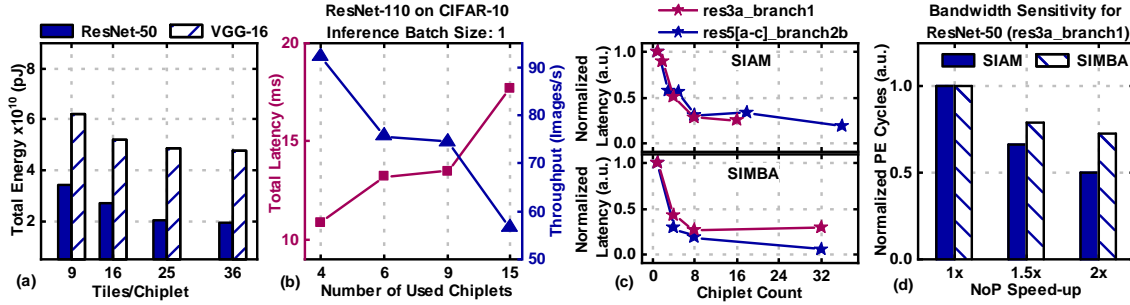 ResNet-50 VGG-16
Total Energy x10^10 (pJ)
8
6
4
2
9 16 25 36
(a)
Tiles/Chiplet
ResNet-110 on CIFAR-10
Inference Batch Size: 1
Total Latency (ms)
20
15
10
Throughput (Images/s)
90
80
70
60
50
4 6 9 15
(b)
Number of Used Chiplets
res3a_branch1
res5[a-c]_branch2b
SIAM
Normalized
Latency (a.u.)
1.0
0.5
0.0
SIMBA
Normalized
Latency (a.u.)
1.0
0.5
0.0
0 4 8 12 16 20 24 28 32
(c)
Chiplet Count
Bandwidth Sensitivity for
ResNet-50 (res3a_branch1)
SIAM SIMBA
Normalized PE Cycles (a.u.)
1.0
0.5
0.0
1x 1.5x 2x
(d)
NoP Speed-up